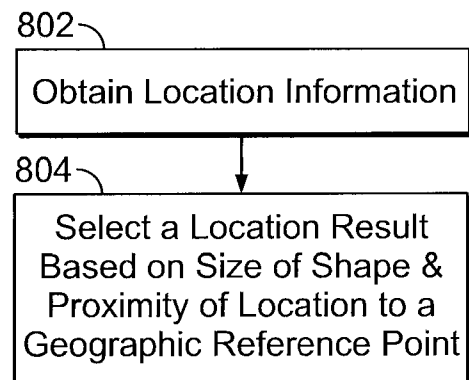 802
Obtain Location Information
804
Select a Location Result
Based on Size of Shape &
Proximity of Location to a
Geographic Reference Point